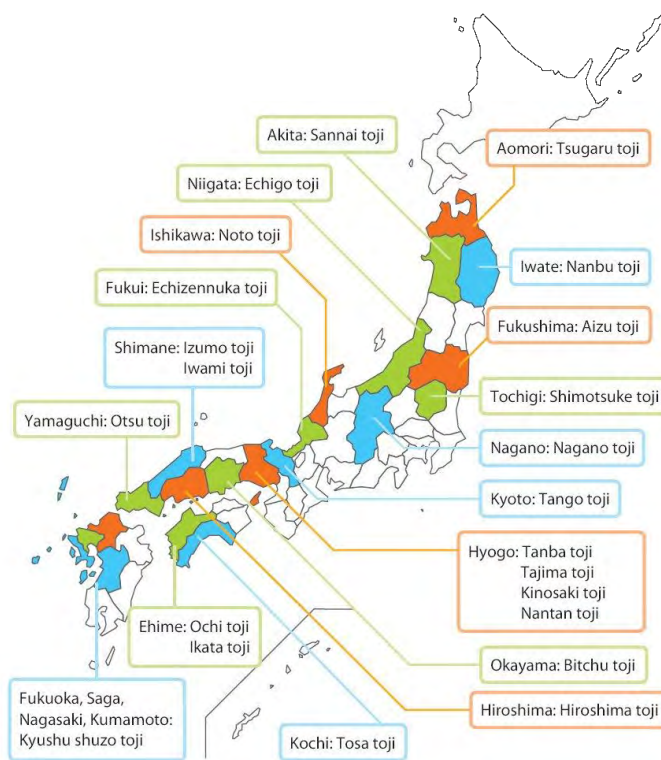 Akita: Sannai toji
Aomori: Tsugaru toji
Niigata: Echigo toji
Ishikawa: Noto toji
Iwate: Nanbu toji
Fukui: Echizennuka toji
Fukushima: Aizu toji
Shimane: Izumo toji
Iwami toji
Tochigi: Shimotsuke toji
Yamaguchi: Otsu toji
Nagano: Nagano toji
Kyoto: Tango toji
Hyogo: Tanba toji
Tajima toji
Kinosaki toji
Nantan toji
Ehime: Ochi toji
Ikata toji
Okayama: Bitchu toji
Fukuoka, Saga,
Nagasaki, Kumamoto:
Kyushu shuzo toji
Hiroshima: Hiroshima toji
Kochi: Tosa toji